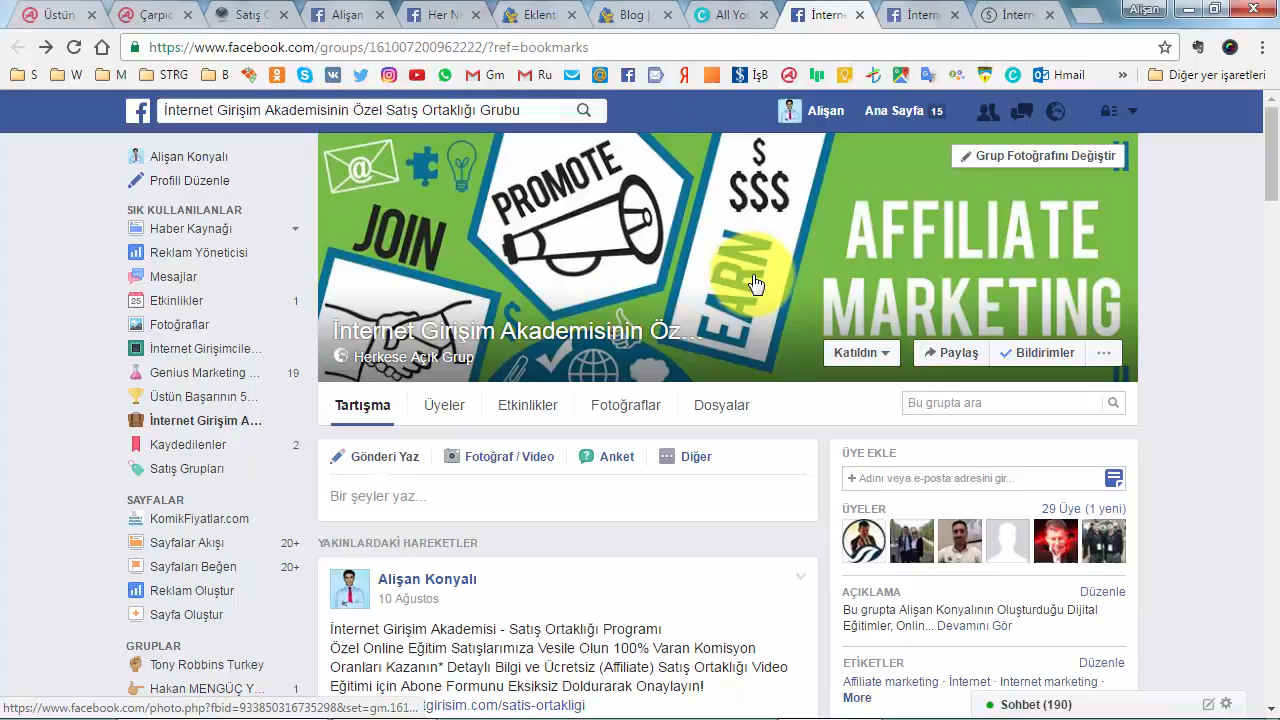 Üstün
Çarpıc
Satış C
Alişan
Her Ne
Eklent
Blog |
All You
İntern
İntern
İntern
Alişan
https://www.facebook.com/groups/161007200962222/?ref=bookmarks
S
W
M
STRG
B
Gm
Ru
İşB
Hmail
»
Diğer yer işaretleri
İnternet Girişim Akademisinin Özel Satış Ortaklığı Grubu
Alişan
Ana Sayfa 15
Alişan Konyalı
Profili Düzenle
SIK KULLANILANLAR
Haber Kaynağı
Reklam Yöneticisi
Mesajlar
Etkinlikler 1
Fotoğraflar
İnternet Girişimcile...
Genius Marketing ... 19
Üstün Başarının 5...
İnternet Girişim A...
Kaydedilenler 2
Satış Grupları
SAYFALAR
KomikFiyatlar.com
Sayfalar Akışı 20+
Sayfaları Beğen 20+
Reklam Oluştur
Sayfa Oluştur
GRUPLAR
Tony Robbins Turkey
Hakan MENGÜÇ Y... 1
https://www.facebook.com/photo.php?fbid=933850316735298&set=gm.161...
Grup Fotoğrafını Değiştir
JOIN
PROMOTE
$
$$$
EARN
AFFILIATE
MARKETING
İnternet Girişim Akademisinin Öz...
Herkese Açık Grup
Katıldın
Paylaş
Bildirimler
Tartışma
Üyeler
Etkinlikler
Fotoğraflar
Dosyalar
Bu grupta ara
Gönderi Yaz
Fotoğraf / Video
Anket
Diğer
Bir şeyler yaz...
YAKINLARDAKİ HAREKETLER
Alişan Konyalı
10 Ağustos
İnternet Girişim Akademisi - Satış Ortaklığı Programı
Özel Online Eğitim Satışlarımıza Vesile Olun 100% Varan Komisyon
Oranları Kazanın* Detaylı Bilgi ve Ücretsiz (Affiliate) Satış Ortaklığı Video
Eğitimi için Abone Formunu Eksiksiz Doldurarak Onaylayın!
tgirisim.com/satis-ortakligi
ÜYE EKLE
+ Adını veya e-posta adresini gir...
ÜYELER
29 Üye (1 yeni)
AÇIKLAMA
Düzenle
Bu grupta Alişan Konyalının Oluşturduğu Dijital
Eğitimler, Onlin... Devamını Gör
ETİKETLER
Düzenle
Affiliate marketing · İnternet · Internet marketing ·
More
Sohbet (190)